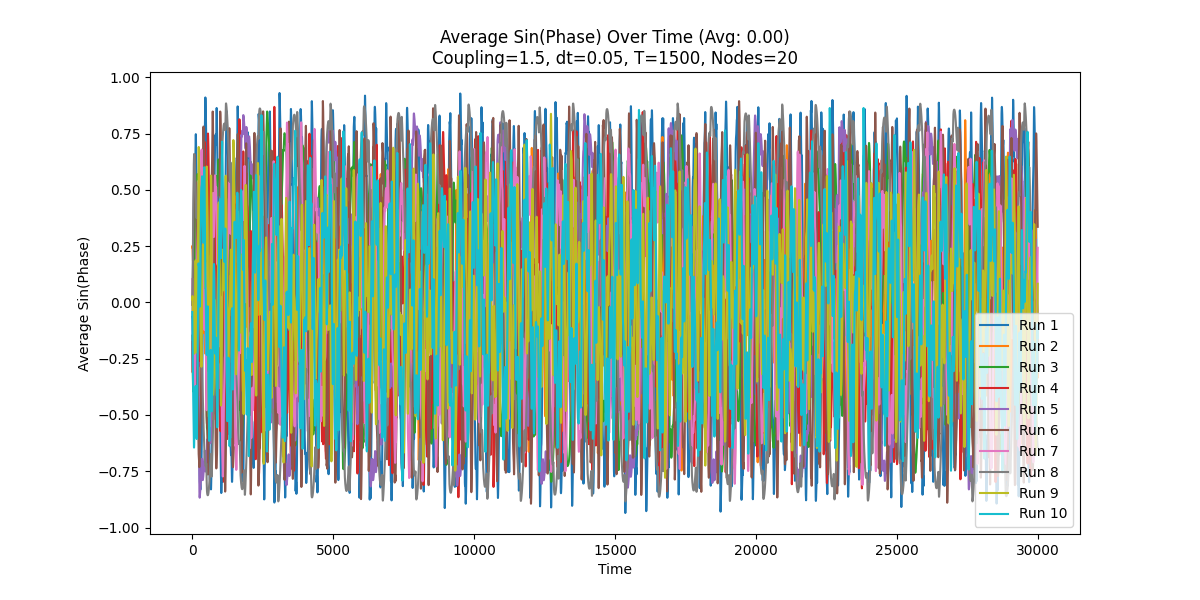 Average Sin(Phase) Over Time (Avg: 0.00)
Coupling=1.5, dt=0.05, T=1500, Nodes=20
Average Sin(Phase)
1.00
0.75
0.50
0.25
0.00
−0.25
−0.50
−0.75
−1.00
Run 1
Run 2
Run 3
Run 4
Run 5
Run 6
Run 7
Run 8
Run 9
Run 10
0 5000 10000 15000 20000 25000 30000
Time